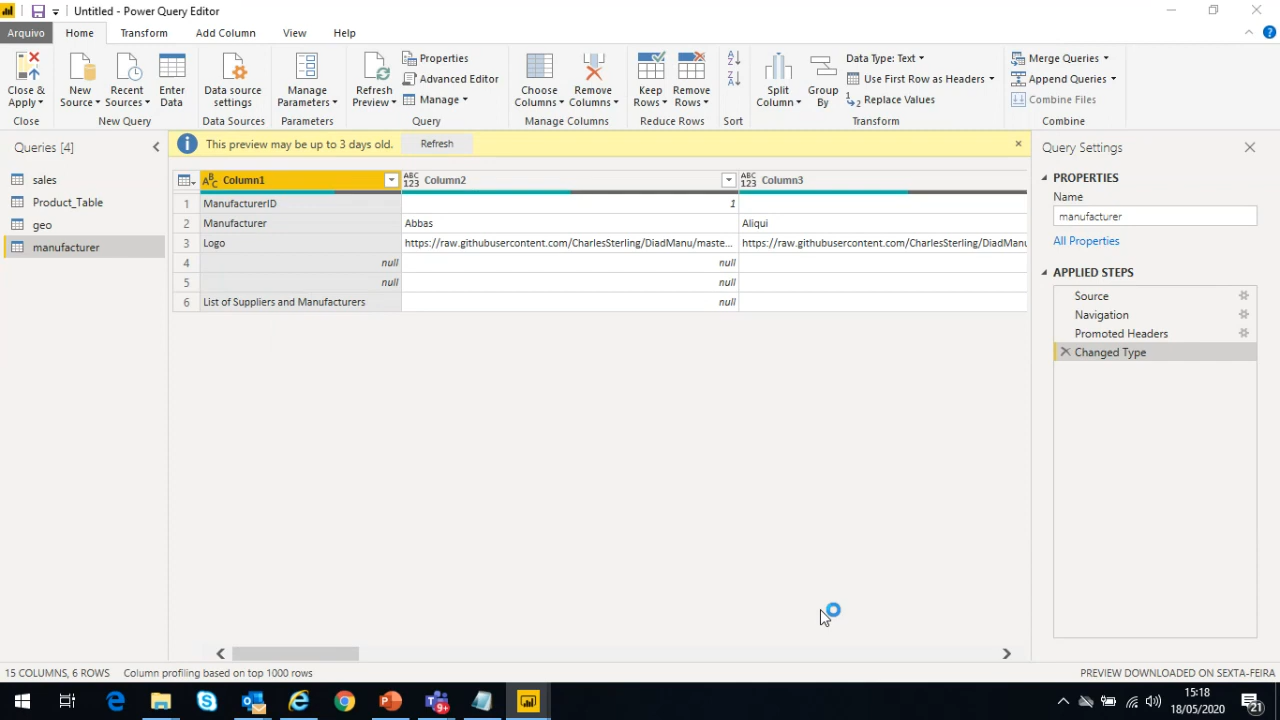 Untitled - Power Query Editor
Arquivo Home Transform Add Column View Help
Close & Apply
New Source
Recent Sources
Enter Data
Data source settings
Manage Parameters
Refresh Preview
Properties
Advanced Editor
Manage
Choose Columns
Remove Columns
Keep Rows
Remove Rows
Split Column
Group By
Data Type: Text
Use First Row as Headers
Replace Values
Merge Queries
Append Queries
Combine Files
Close New Query Data Sources Parameters Query Manage Columns Reduce Rows Sort Transform Combine
Queries [4]
sales
Product_Table
geo
manufacturer
This preview may be up to 3 days old. Refresh
ABC Column1 ABC 123 Column2 ABC 123 Column3
1 ManufacturerID 1
2 Manufacturer Abbas Aliqui
3 Logo https://raw.githubusercontent.com/CharlesSterling/DiadManu/maste... https://raw.githubusercontent.com/CharlesSterling/DiadManu
4 null null
5 null null
6 List of Suppliers and Manufacturers null
Query Settings
PROPERTIES
Name
manufacturer
All Properties
APPLIED STEPS
Source
Navigation
Promoted Headers
Changed Type
15 COLUMNS, 6 ROWS Column profiling based on top 1000 rows PREVIEW DOWNLOADED ON SEXTA-FEIRA
15:18
18/05/2020
9+
21